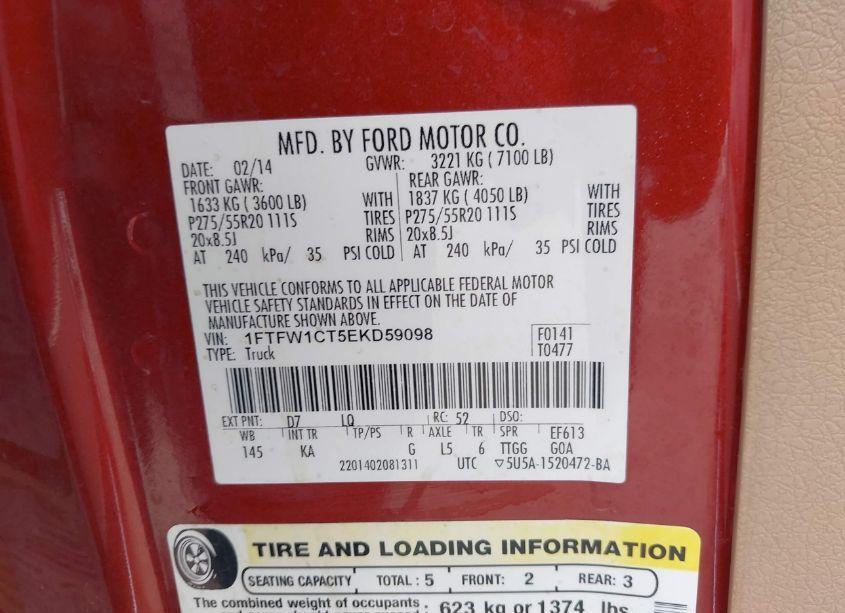 MFD. BY FORD MOTOR CO.
DATE: 02/14 GVWR: 3221 KG ( 7100 LB)
FRONT GAWR: REAR GAWR:
1633 KG ( 3600 LB) WITH 1837 KG ( 4050 LB) WITH
P275/55R20 111S TIRES P275/55R20 111S TIRES
20x8.5J RIMS 20x8.5J RIMS
AT 240 kPa/ 35 PSI COLD AT 240 kPa/ 35 PSI COLD
THIS VEHICLE CONFORMS TO ALL APPLICABLE FEDERAL MOTOR
VEHICLE SAFETY STANDARDS IN EFFECT ON THE DATE OF
MANUFACTURE SHOWN ABOVE.
VIN: 1FTFW1CT5EKD59098 F0141
TYPE: Truck T0477
EXT PNT: D7 LQ RC: 52 DSO:
WB INT TR TP/PS R AXLE TR SPR EF613
145 KA G L5 6 TTGG GOA
2201402081311 UTC ▽5U5A-1520472-BA
TIRE AND LOADING INFORMATION
SEATING CAPACITY TOTAL : 5 FRONT: 2 REAR: 3
The combined weight of occupants 623 kg or 1374 lbs